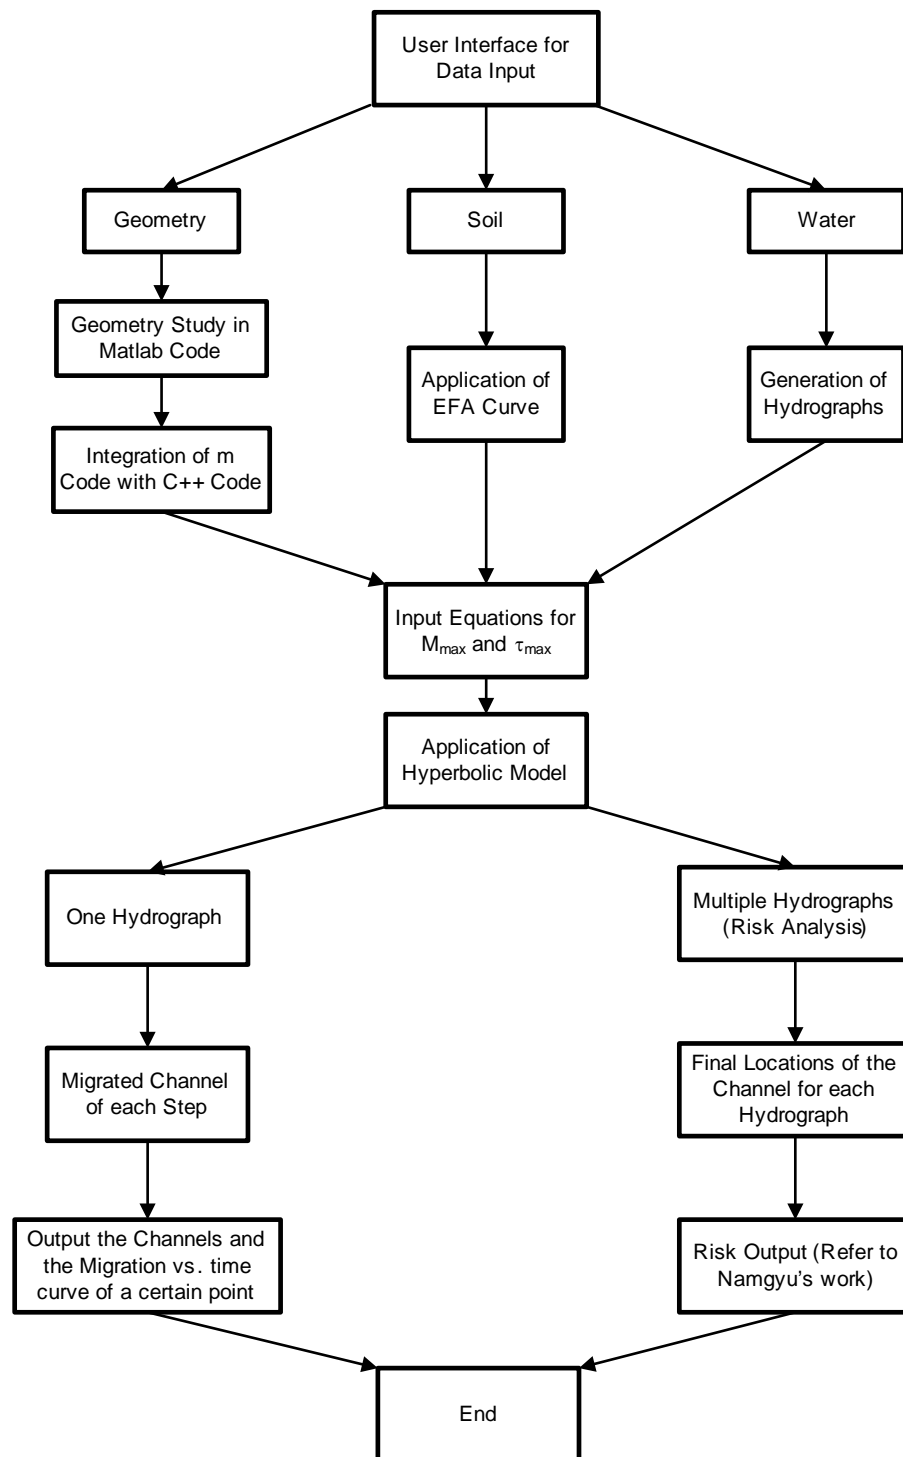 User Interface for
Data Input
Geometry
Soil
Water
Geometry Study in
Matlab Code
Application of
EFA Curve
Generation of
Hydrographs
Integration of m
Code with C++ Code
Input Equations for
Mmax and τmax
Application of
Hyperbolic Model
One Hydrograph
Multiple Hydrographs
(Risk Analysis)
Migrated Channel
of each Step
Final Locations of the
Channel for each
Hydrograph
Output the Channels and
the Migration vs. time
curve of a certain point
Risk Output (Refer to
Namgyu's work)
End